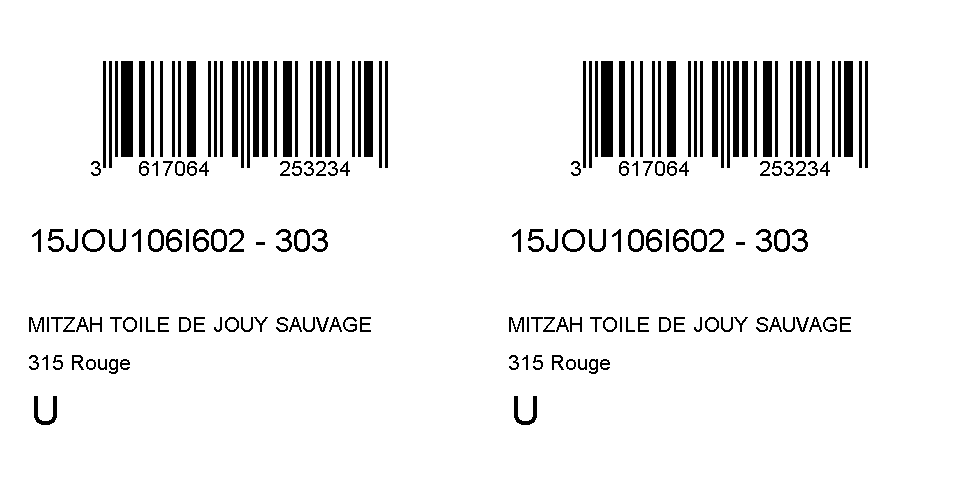 3 617064 253234
15JOU106I602 - 303
MITZAH TOILE DE JOUY SAUVAGE
315 Rouge
U
3 617064 253234
15JOU106I602 - 303
MITZAH TOILE DE JOUY SAUVAGE
315 Rouge
U